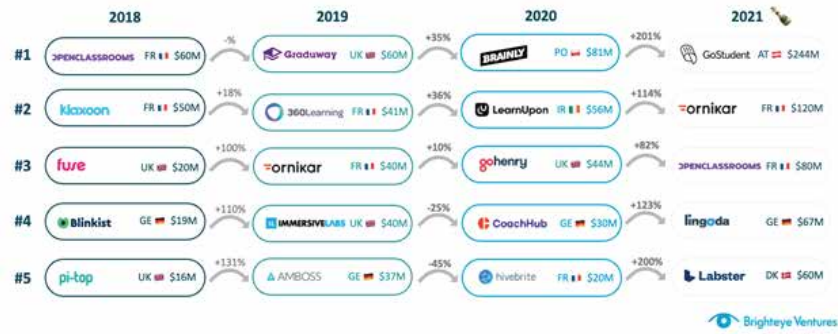 2018 2019 2020 2021
#1 OPENCLASSROOMS FR $60M -% Graduway UK $60M +35% BRAINLY PO $81M +201% GoStudent AT $244M
#2 klaxoon FR $50M +18% 360Learning FR $41M +36% LearnUpon IR $56M +114% ornikar FR $120M
#3 fuse UK $20M +100% ornikar FR $40M +10% gohenry UK $44M +82% OPENCLASSROOMS FR $80M
#4 Blinkist GE $19M +110% IMMERSIVELABS UK $40M -25% CoachHub GE $30M +123% lingoda GE $67M
#5 pi-top UK $16M +131% AMBOSS GE $37M -45% hivebrite FR $20M +200% Labster DK $60M
Brighteye Ventures